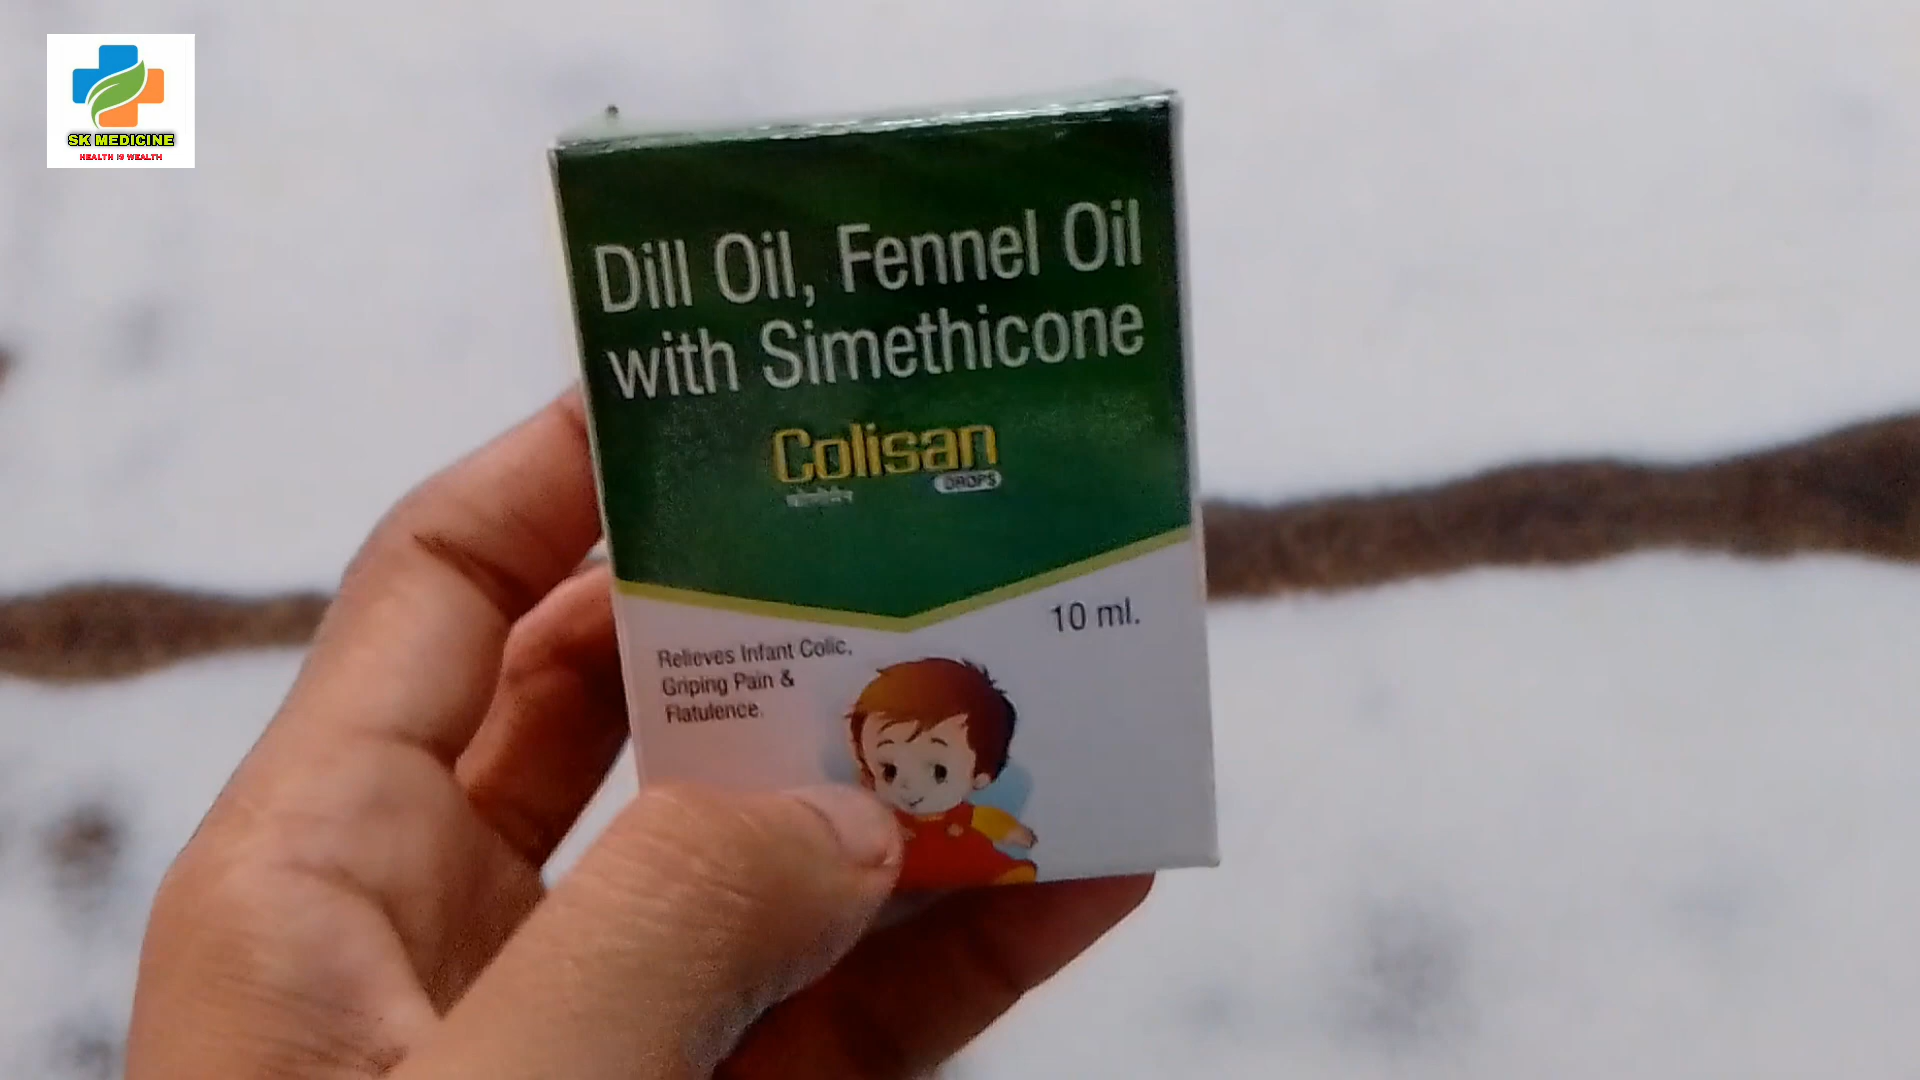 SK MEDICINE
HEALTH IS WEALTH
Dill Oil, Fennel Oil
with Simethicone
Colisan
DROPS
10 ml.
Relieves Infant Colic,
Griping Pain &
Flatulence.